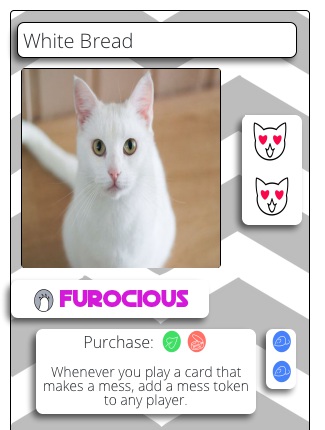 White Bread
FUROCIOUS
Purchase:
Whenever you play a card that
makes a mess, add a mess token
to any player.